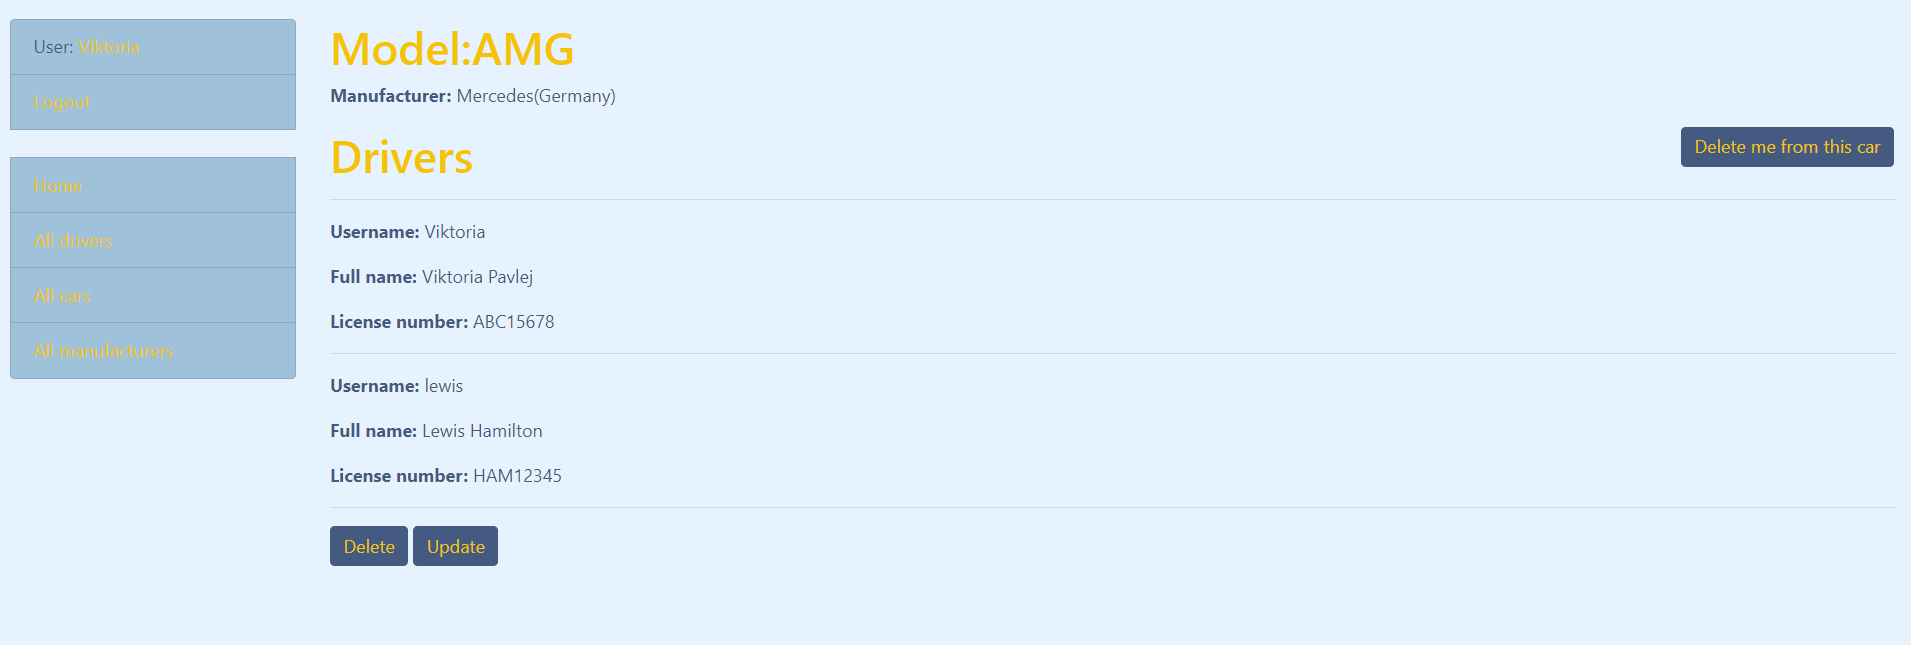 User: Viktoria
Logout
Home
All drivers
All cars
All manufacturers
Model:AMG
Manufacturer: Mercedes(Germany)
Drivers
Delete me from this car
Username: Viktoria
Full name: Viktoria Pavlej
License number: ABC15678
Username: lewis
Full name: Lewis Hamilton
License number: HAM12345
Delete Update